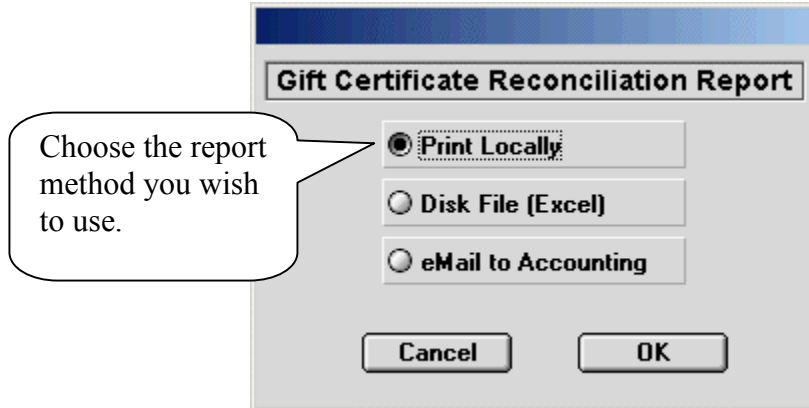 Gift Certificate Reconciliation Report
Choose the report
method you wish
to use.
Print Locally
Disk File (Excel)
eMail to Accounting
Cancel
OK